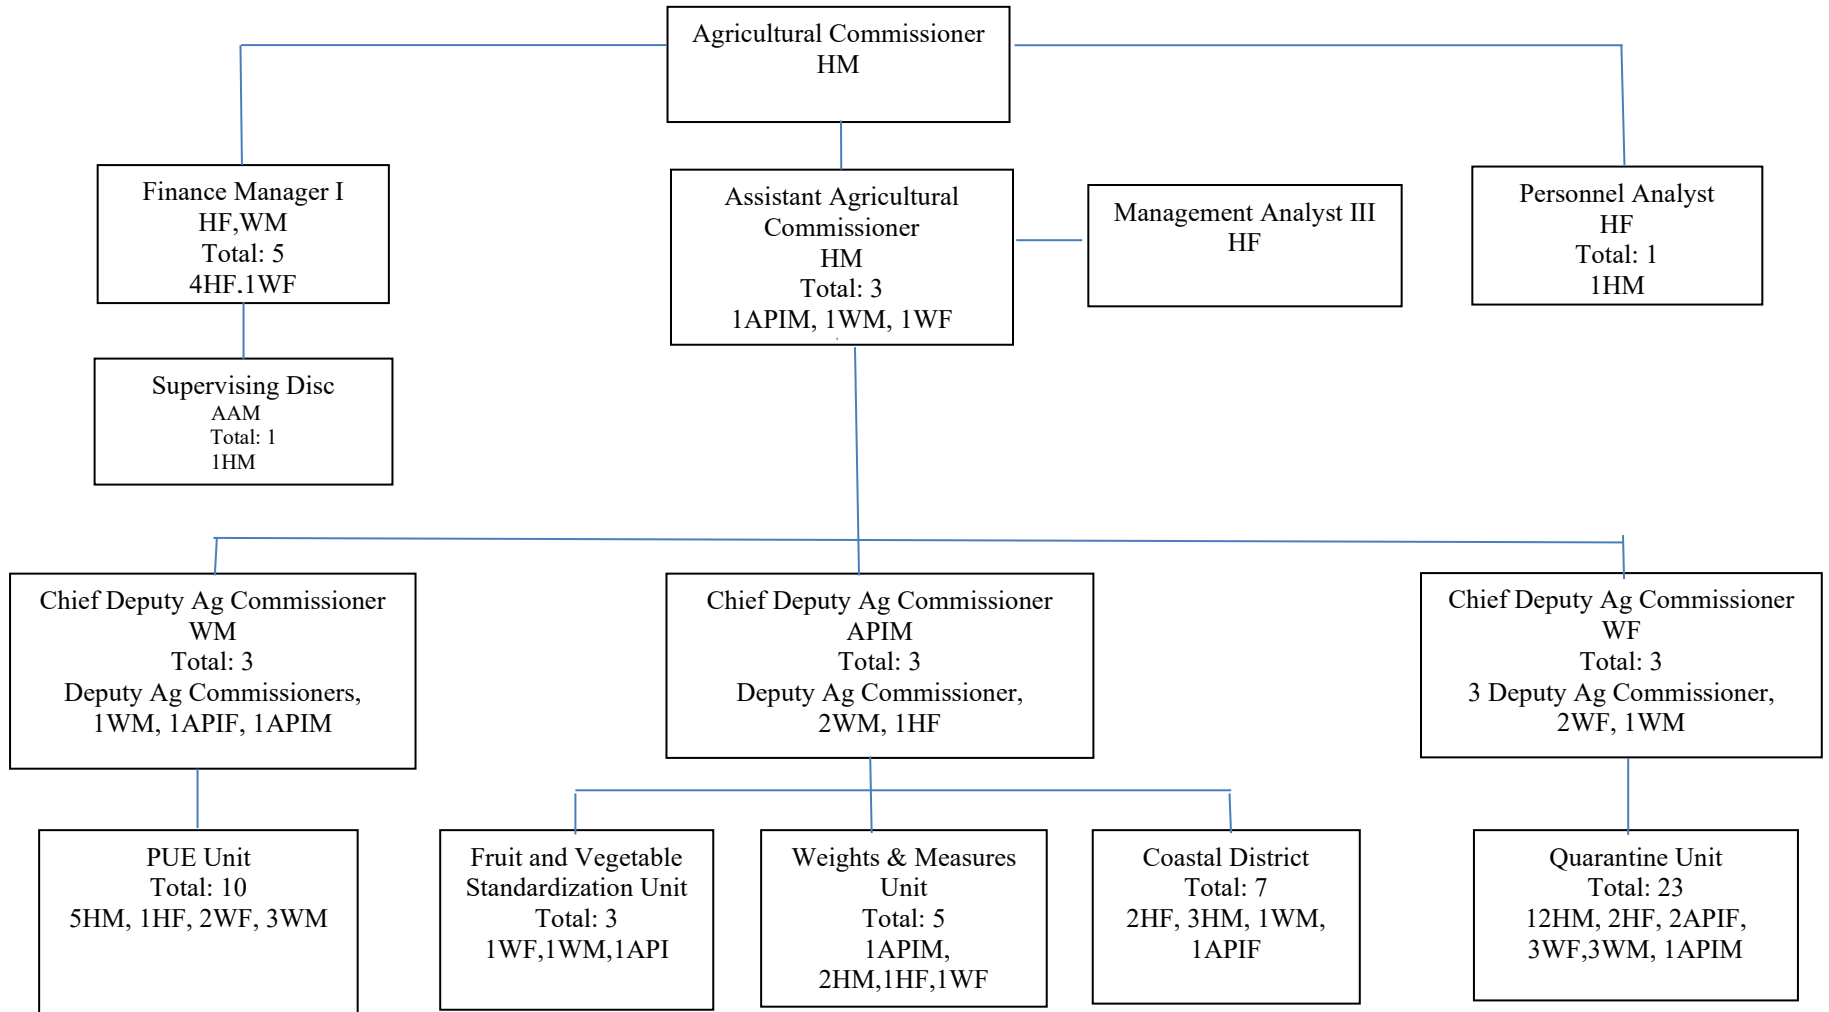 Agricultural Commissioner
HM
Finance Manager I
HF,WM
Total: 5
4HF,1WF
Assistant Agricultural
Commissioner
HM
Total: 3
1APIM, 1WM, 1WF
Management Analyst III
HF
Personnel Analyst
HF
Total: 1
1HM
Supervising Disc
AAM
Total: 1
1HM
Chief Deputy Ag Commissioner
WM
Total: 3
Deputy Ag Commissioners,
1WM, 1APIF, 1APIM
Chief Deputy Ag Commissioner
APIM
Total: 3
Deputy Ag Commissioner,
2WM, 1HF
Chief Deputy Ag Commissioner
WF
Total: 3
3 Deputy Ag Commissioner,
2WF, 1WM
PUE Unit
Total: 10
5HM, 1HF, 2WF, 3WM
Fruit and Vegetable
Standardization Unit
Total: 3
1WF,1WM,1API
Weights & Measures
Unit
Total: 5
1APIM,
2HM,1HF,1WF
Coastal District
Total: 7
2HF, 3HM, 1WM,
1APIF
Quarantine Unit
Total: 23
12HM, 2HF, 2APIF,
3WF,3WM, 1APIM